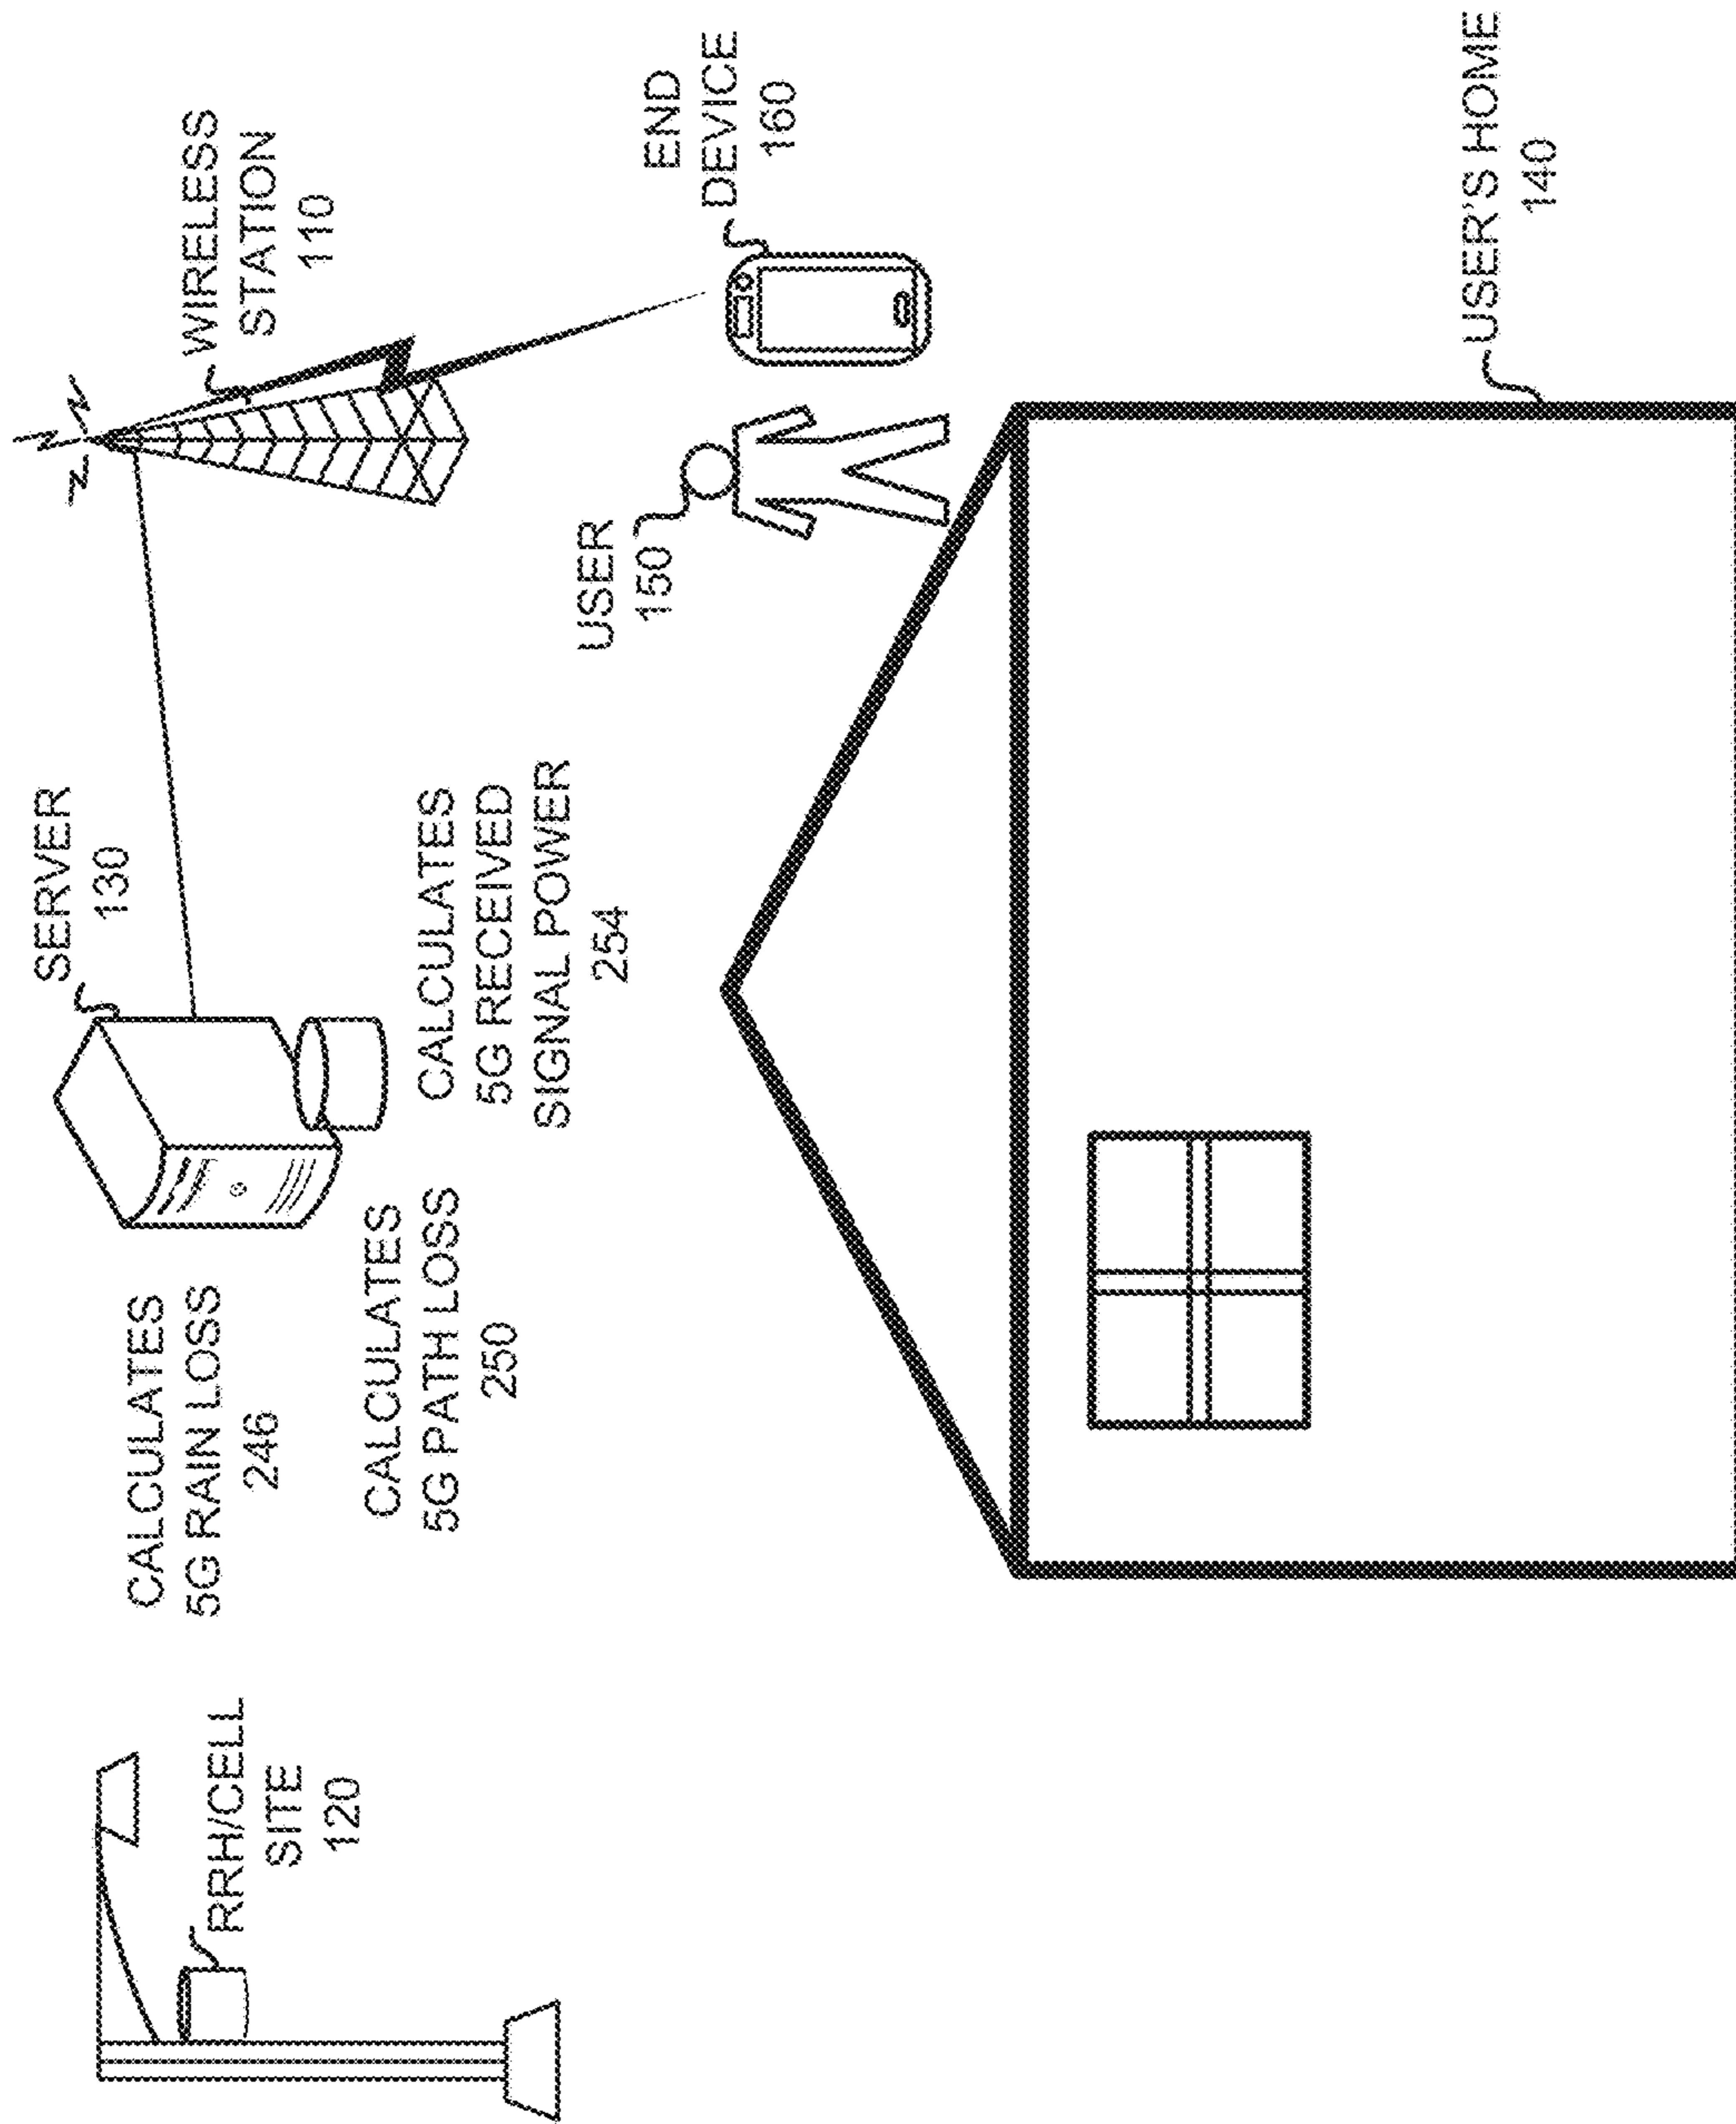 RRH/CELL
SITE
120
CALCULATES
5G RAIN LOSS
246
CALCULATES
5G PATH LOSS
250
SERVER
130
CALCULATES
5G RECEIVED
SIGNAL POWER
254
WIRELESS
STATION
110
USER
150
END
DEVICE
160
USER'S HOME
140